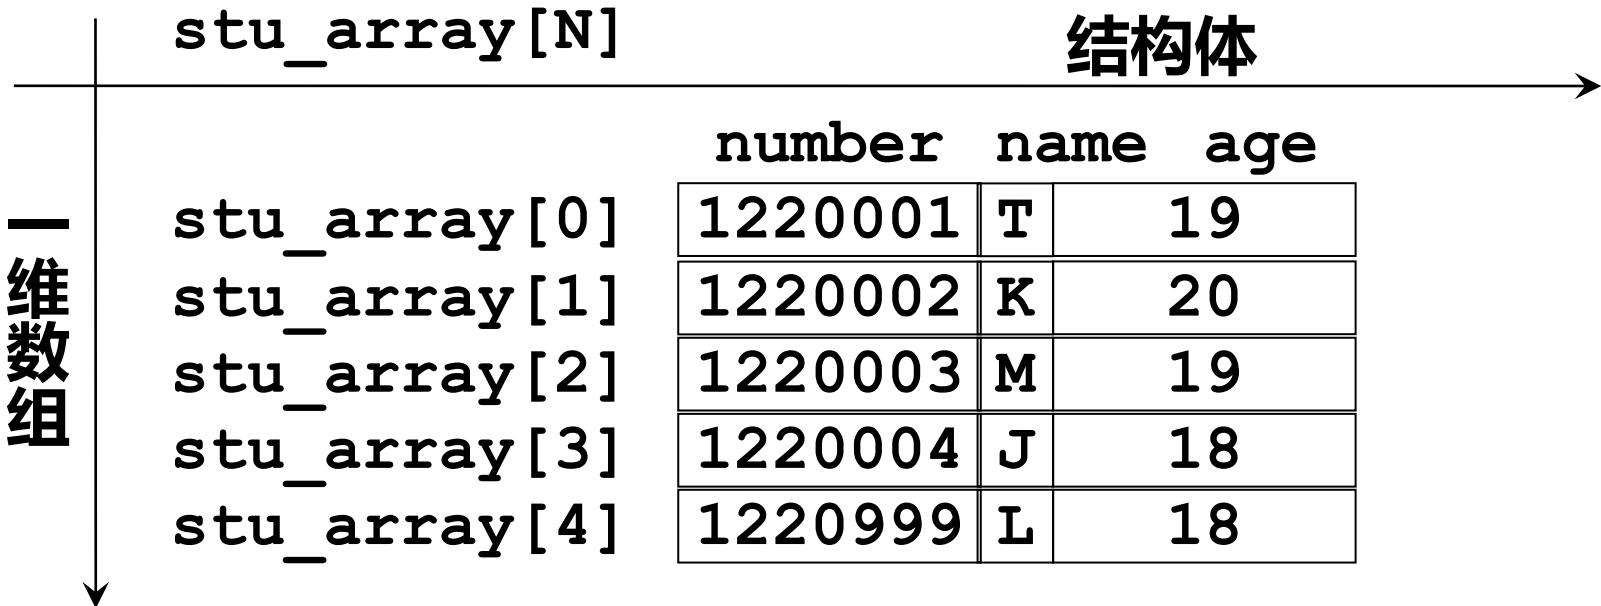 stu_array[N] 结构体
number name age
stu_array[0] 1220001 T 19
stu_array[1] 1220002 K 20
stu_array[2] 1220003 M 19
stu_array[3] 1220004 J 18
stu_array[4] 1220999 L 18
一维数组